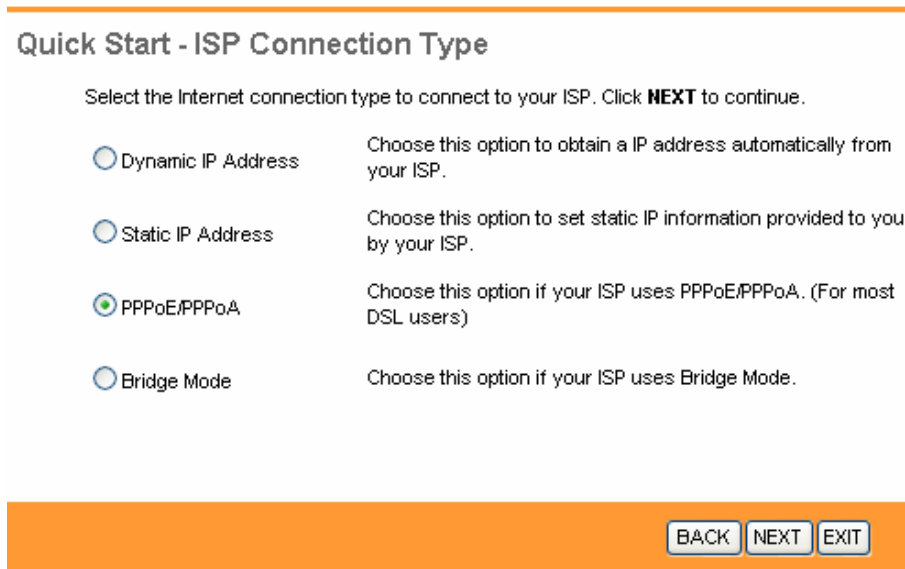 Quick Start - ISP Connection Type
Select the Internet connection type to connect to your ISP. Click NEXT to continue.
Dynamic IP Address
Choose this option to obtain a IP address automatically from
your ISP.
Static IP Address
Choose this option to set static IP information provided to you
by your ISP.
PPPoE/PPPoA
Choose this option if your ISP uses PPPoE/PPPoA. (For most
DSL users)
Bridge Mode
Choose this option if your ISP uses Bridge Mode.
BACK NEXT EXIT